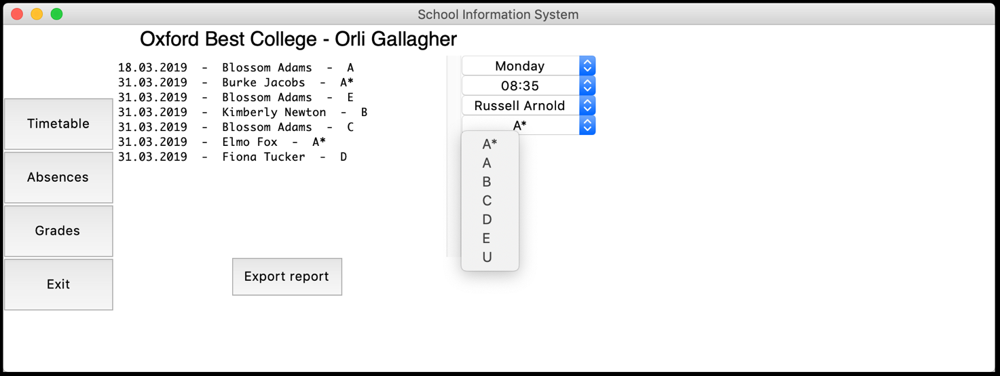 School Information System
Oxford Best College - Orli Gallagher
18.03.2019 - Blossom Adams - A
31.03.2019 - Burke Jacobs - A*
31.03.2019 - Blossom Adams - E
31.03.2019 - Kimberly Newton - B
31.03.2019 - Blossom Adams - C
31.03.2019 - Elmo Fox - A*
31.03.2019 - Fiona Tucker - D
Monday
08:35
Russell Arnold
A*
A*
A
B
C
D
E
U
Timetable
Absences
Grades
Exit
Export report